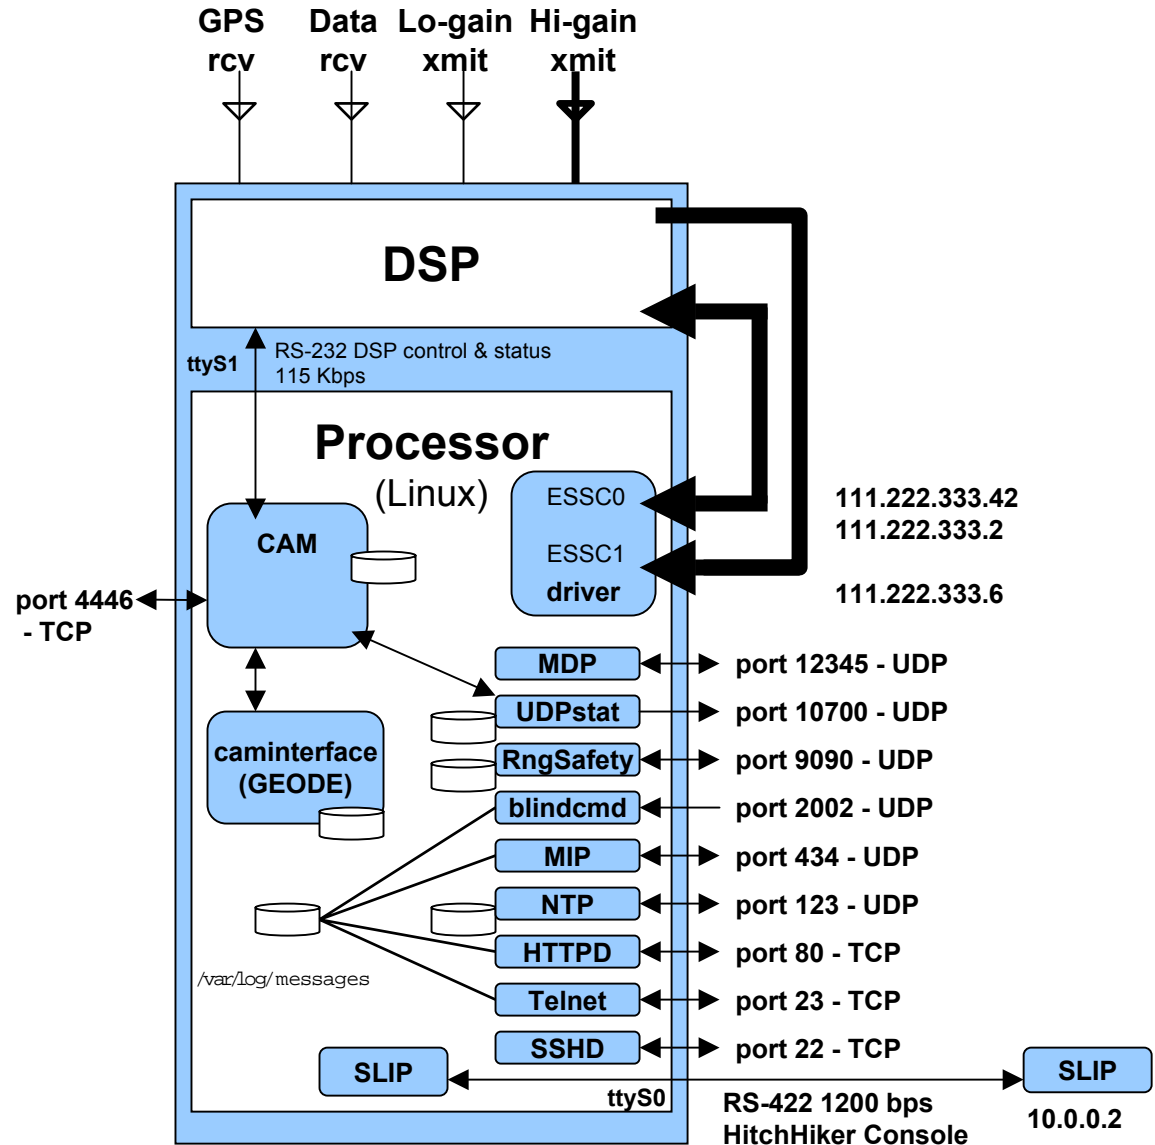 GPS rcv
Data rcv
Lo-gain xmit
Hi-gain xmit
DSP
ttyS1
RS-232 DSP control & status
115 Kbps
Processor
(Linux)
ESSC0
ESSC1
driver
111.222.333.42
111.222.333.2
111.222.333.6
CAM
port 4446
- TCP
caminterface
(GEODE)
MDP
port 12345 - UDP
UDPstat
port 10700 - UDP
RngSafety
port 9090 - UDP
blindcmd
port 2002 - UDP
MIP
port 434 - UDP
NTP
port 123 - UDP
HTTPD
port 80 - TCP
/var/log/messages
Telnet
port 23 - TCP
SSHD
port 22 - TCP
SLIP
ttyS0
RS-422 1200 bps
HitchHiker Console
SLIP
10.0.0.2